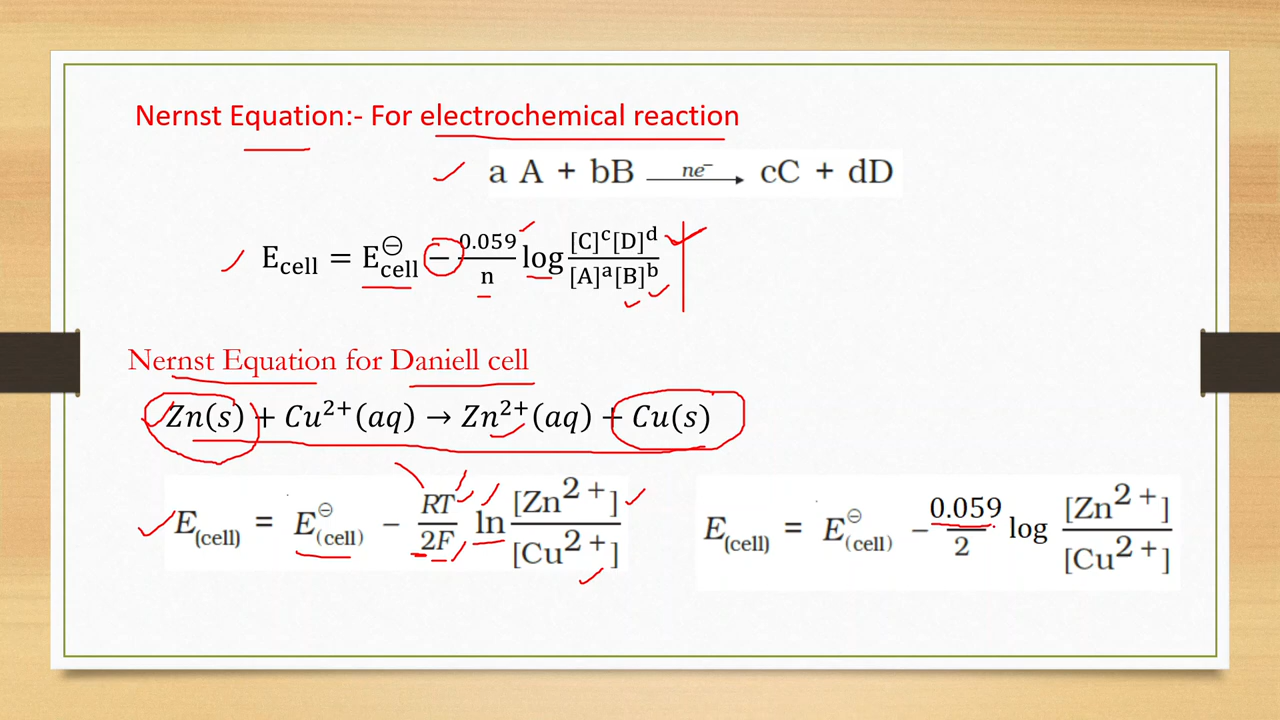 Nernst Equation:- For electrochemical reaction
a A + bB —ne⁻→ cC + dD
E_cell = E^⊖_cell − 0.059/n log [C]ᶜ[D]ᵈ/[A]ᵃ[B]ᵇ
Nernst Equation for Daniell cell
Zn(s) + Cu²⁺(aq) → Zn²⁺(aq) + Cu(s)
E_(cell) = E^⊖_(cell) − RT/2F ln [Zn²⁺]/[Cu²⁺]
E_(cell) = E^⊖_(cell) − 0.059/2 log [Zn²⁺]/[Cu²⁺]